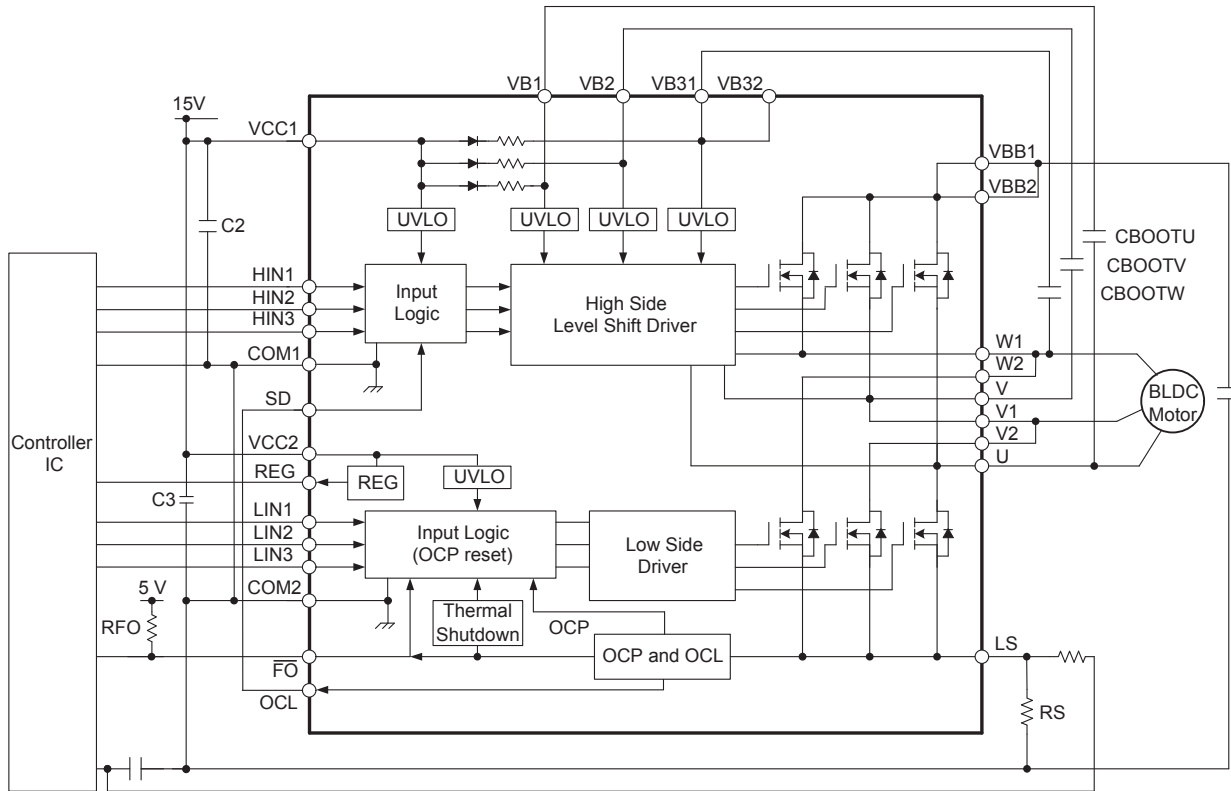 VB1
VB2
VB31
VB32
15V
VCC1
VBB1
VBB2
UVLO
UVLO
UVLO
UVLO
C2
CBOOTU
CBOOTV
CBOOTW
HIN1
HIN2
HIN3
Input
Logic
High Side
Level Shift Driver
COM1
W1
W2
V
V1
V2
U
BLDC
Motor
SD
Controller
IC
VCC2
REG
REG
UVLO
C3
LIN1
LIN2
LIN3
Input Logic
(OCP reset)
Low Side
Driver
COM2
5 V
RFO
Thermal
Shutdown
OCP
OCP and OCL
LS
FO
OCL
RS